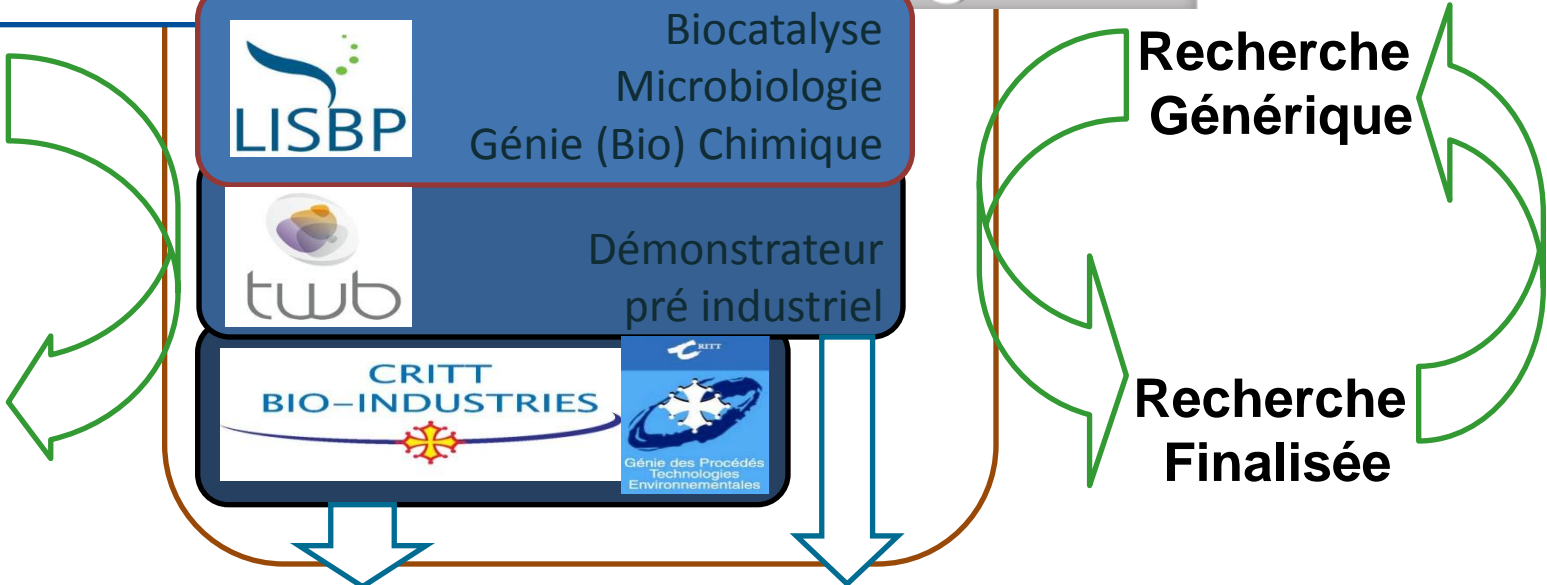 Biocatalyse
Microbiologie
LISBP
Génie (Bio) Chimique
Recherche
Générique
twb
Démonstrateur
pré industriel
CRITT
BIO–INDUSTRIES
CRITT
Génie des Procédés
Technologies
Environnementales
Recherche
Finalisée